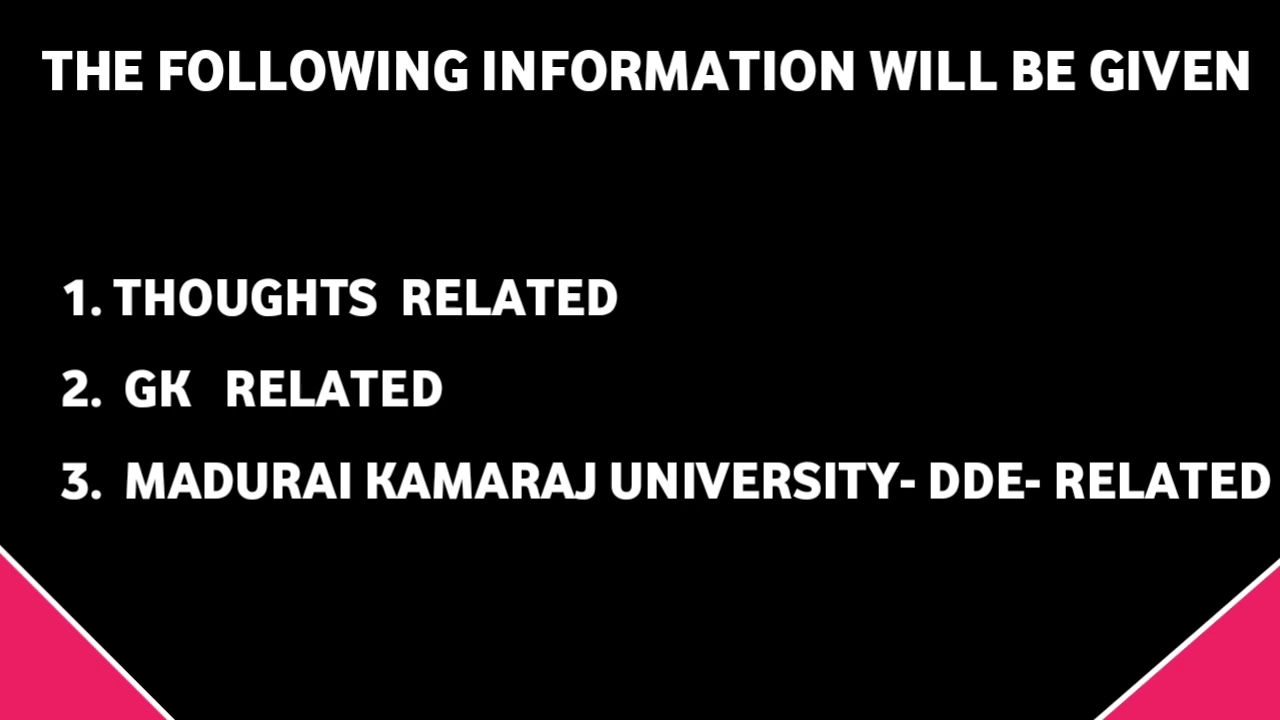 THE FOLLOWING INFORMATION WILL BE GIVEN
1. THOUGHTS RELATED
2. GK RELATED
3. MADURAI KAMARAJ UNIVERSITY- DDE- RELATED